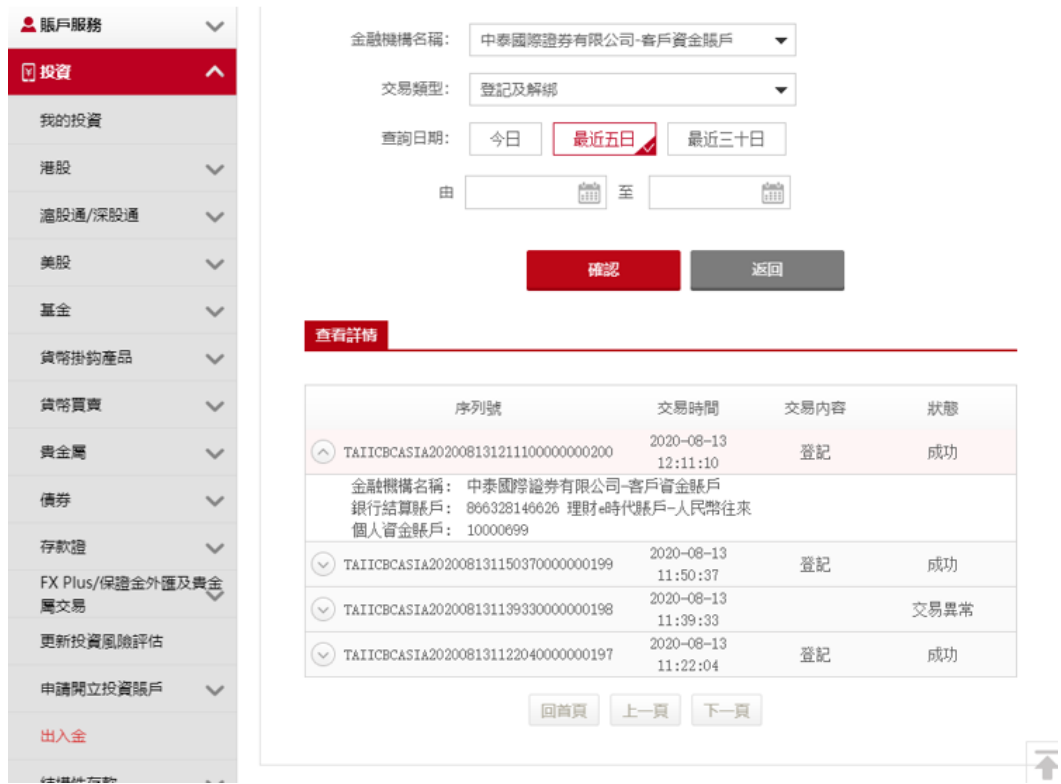 賬戶服務
投資
我的投資
港股
滬股通/深股通
美股
基金
貨幣掛鈎產品
貨幣買賣
貴金屬
債券
存款證
FX Plus/保證金外匯及貴金
屬交易
更新投資風險評估
申請開立投資賬戶
出入金
結構性存款
金融機構名稱: 中泰國際證券有限公司-客戶資金賬戶
交易類型: 登記及解綁
查詢日期: 今日 最近五日 最近三十日
由 至
確認 返回
查看詳情
序列號 交易時間 交易內容 狀態
TAIICBCASIA202008131211100000000200 2020-08-13 12:11:10 登記 成功
金融機構名稱: 中泰國際證券有限公司-客戶資金賬戶
銀行結算賬戶: 866328146626 理財e時代賬戶-人民幣往來
個人資金賬戶: 10000699
TAIICBCASIA202008131150370000000199 2020-08-13 11:50:37 登記 成功
TAIICBCASIA202008131139330000000198 2020-08-13 11:39:33 交易異常
TAIICBCASIA202008131122040000000197 2020-08-13 11:22:04 登記 成功
回首頁 上一頁 下一頁